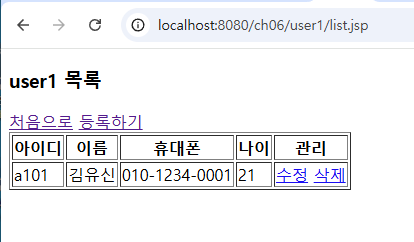 localhost:8080/ch06/user1/list.jsp
user1 목록
처음으로 등록하기
아이디 이름 휴대폰 나이 관리
a101 김유신 010-1234-0001 21 수정 삭제